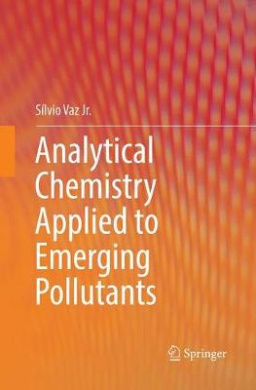 Sílvio Vaz Jr.
Analytical
Chemistry
Applied to
Emerging
Pollutants
Springer